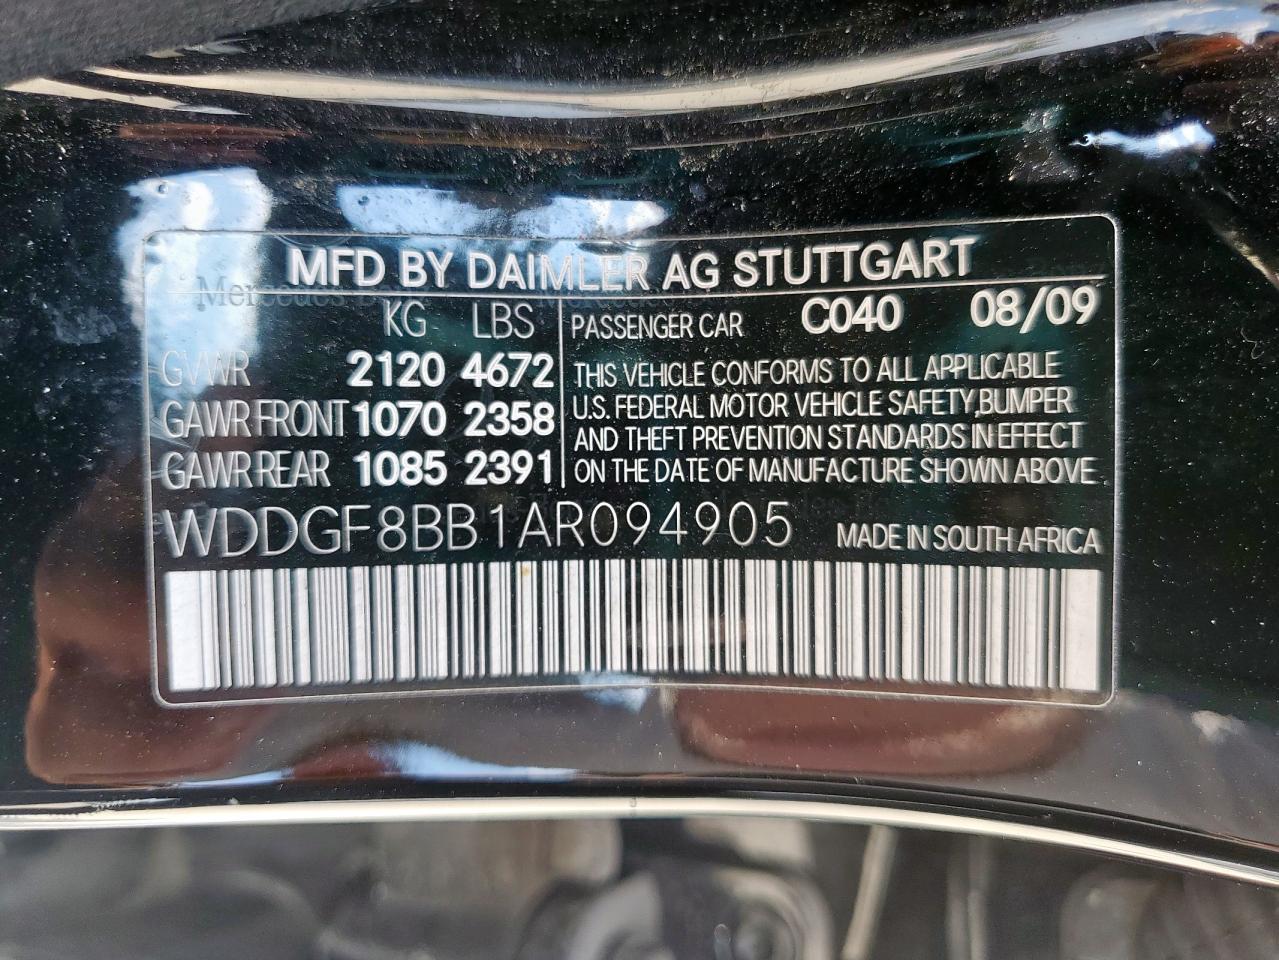 MFD BY DAIMLER AG STUTTGART
KG LBS
GVWR 2120 4672
GAWR FRONT 1070 2358
GAWR REAR 1085 2391
PASSENGER CAR C040 08/09
THIS VEHICLE CONFORMS TO ALL APPLICABLE
U.S. FEDERAL MOTOR VEHICLE SAFETY, BUMPER
AND THEFT PREVENTION STANDARDS IN EFFECT
ON THE DATE OF MANUFACTURE SHOWN ABOVE.
WDDGF8BB1AR094905 MADE IN SOUTH AFRICA